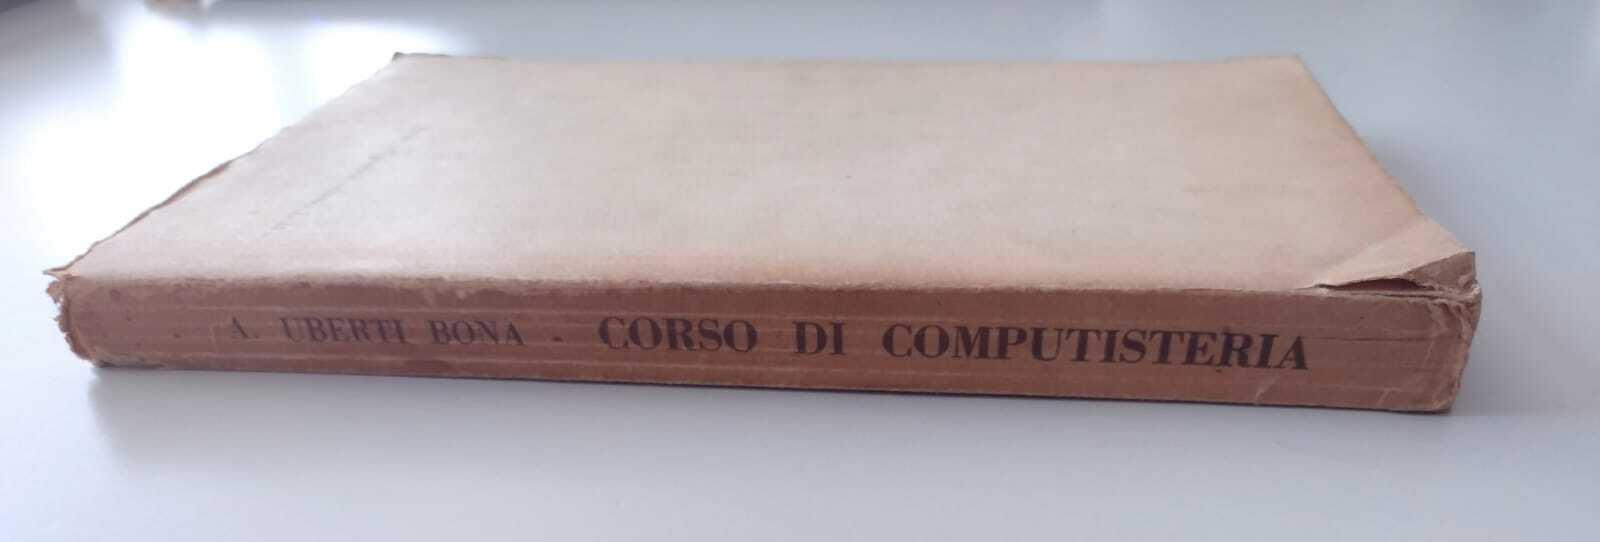 A. UBERTI BONA - CORSO DI COMPUTISTERIA